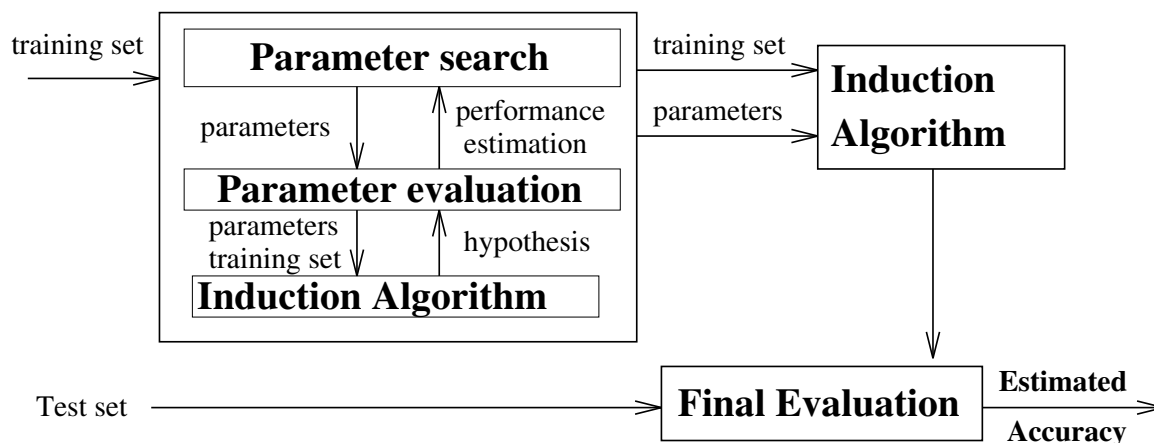 training set
Parameter search
parameters
performance
estimation
Parameter evaluation
parameters
training set
hypothesis
Induction Algorithm
training set
parameters
Induction
Algorithm
Test set
Final Evaluation
Estimated
Accuracy